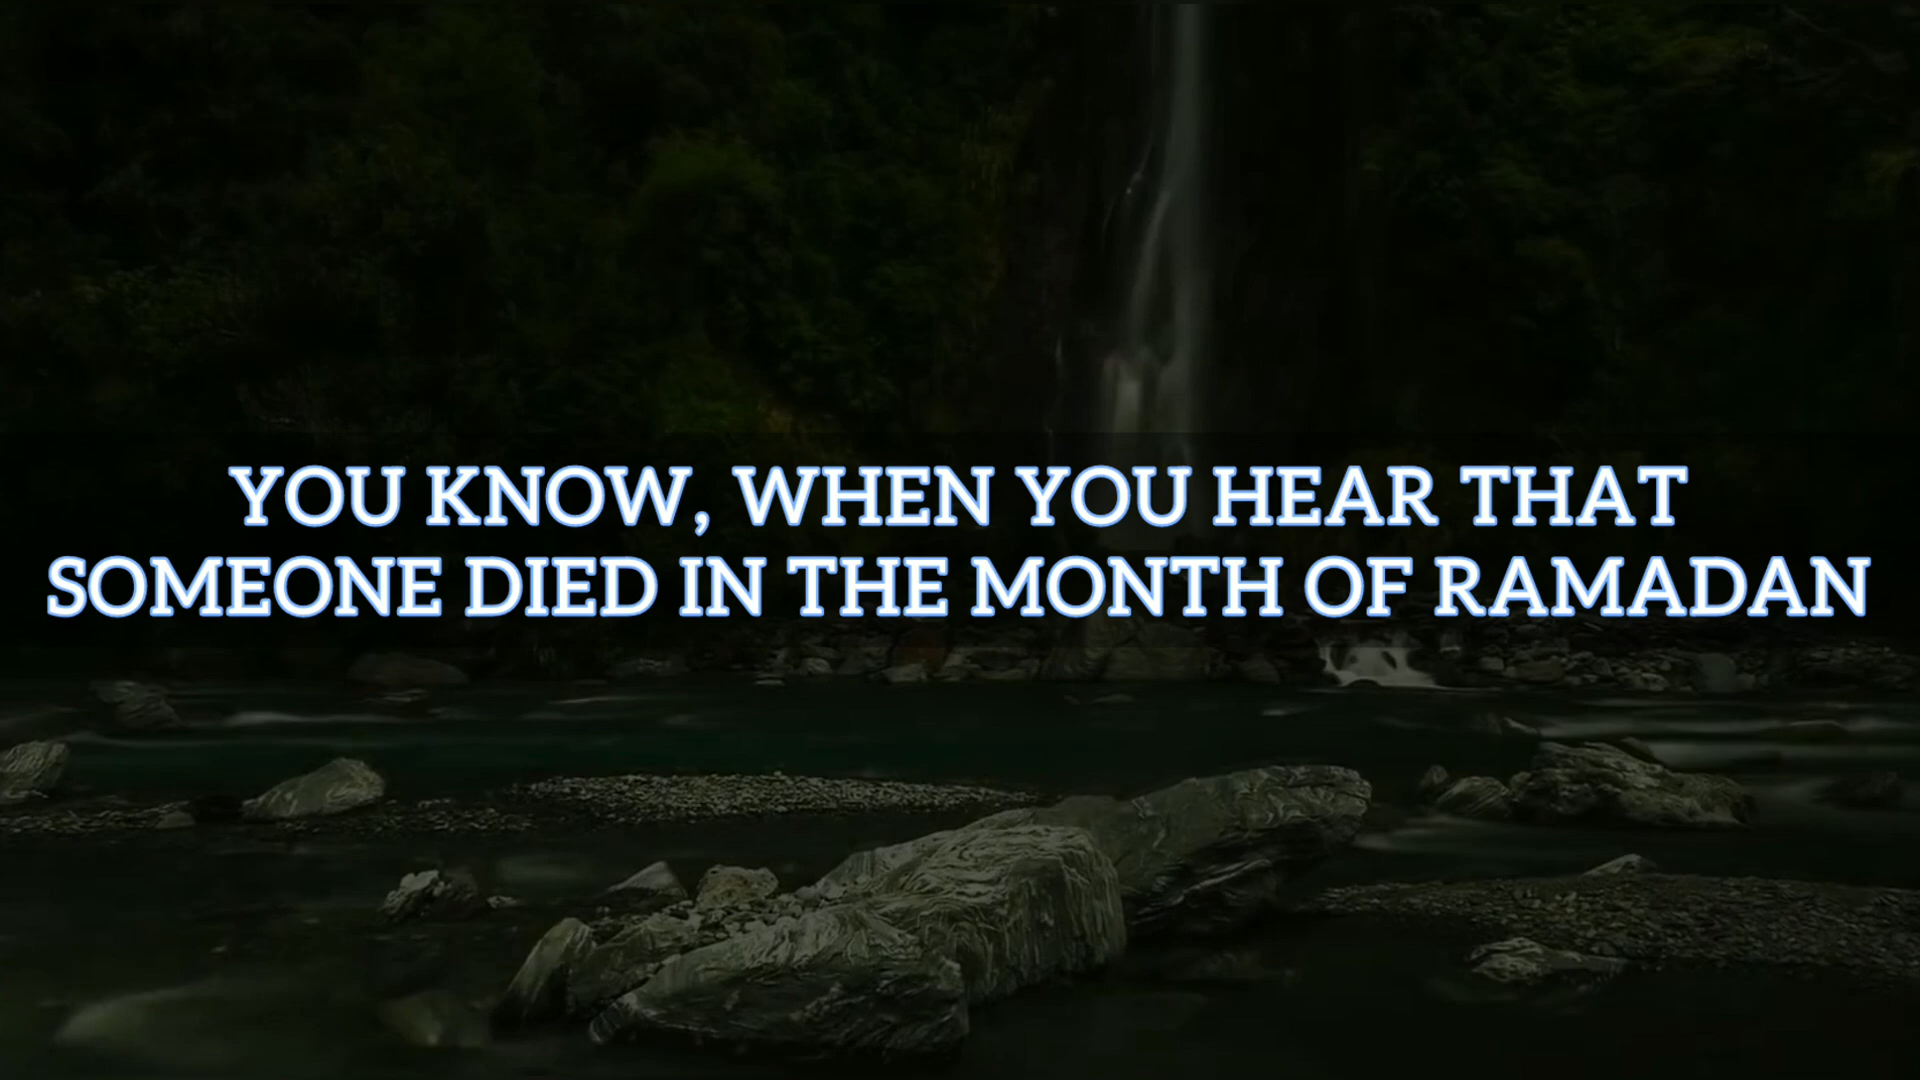 YOU KNOW, WHEN YOU HEAR THAT
SOMEONE DIED IN THE MONTH OF RAMADAN